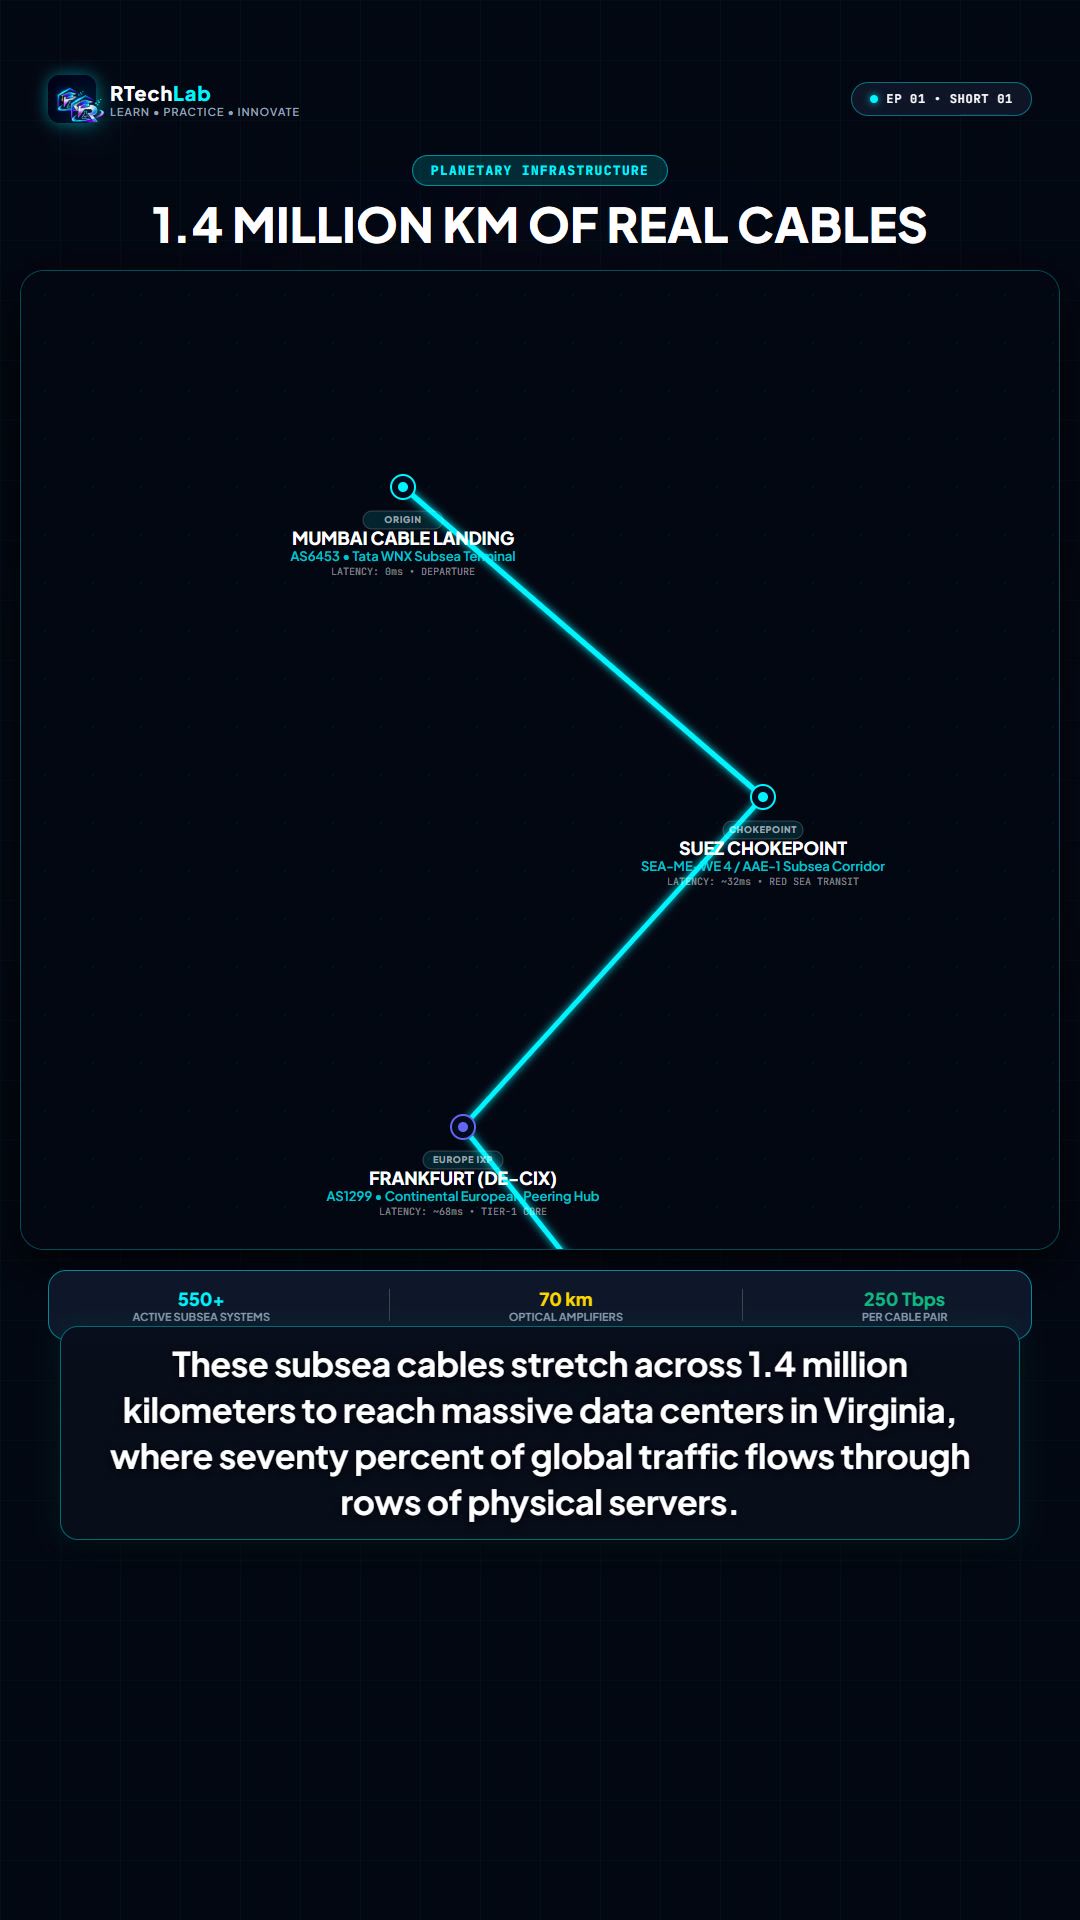 RTechLab
LEARN • PRACTICE • INNOVATE
EP 01 • SHORT 01
PLANETARY INFRASTRUCTURE
1.4 MILLION KM OF REAL CABLES
ORIGIN
MUMBAI CABLE LANDING
AS6453 • Tata WNX Subsea Terminal
LATENCY: 0ms • DEPARTURE
CHOKEPOINT
SUEZ CHOKEPOINT
SEA-ME-WE 4 / AAE-1 Subsea Corridor
LATENCY: ~32ms • RED SEA TRANSIT
EUROPE IXP
FRANKFURT (DE-CIX)
AS1299 • Continental European Peering Hub
LATENCY: ~68ms • TIER-1 CORE
550+
ACTIVE SUBSEA SYSTEMS
70 km
OPTICAL AMPLIFIERS
250 Tbps
PER CABLE PAIR
These subsea cables stretch across 1.4 million
kilometers to reach massive data centers in Virginia,
where seventy percent of global traffic flows through
rows of physical servers.